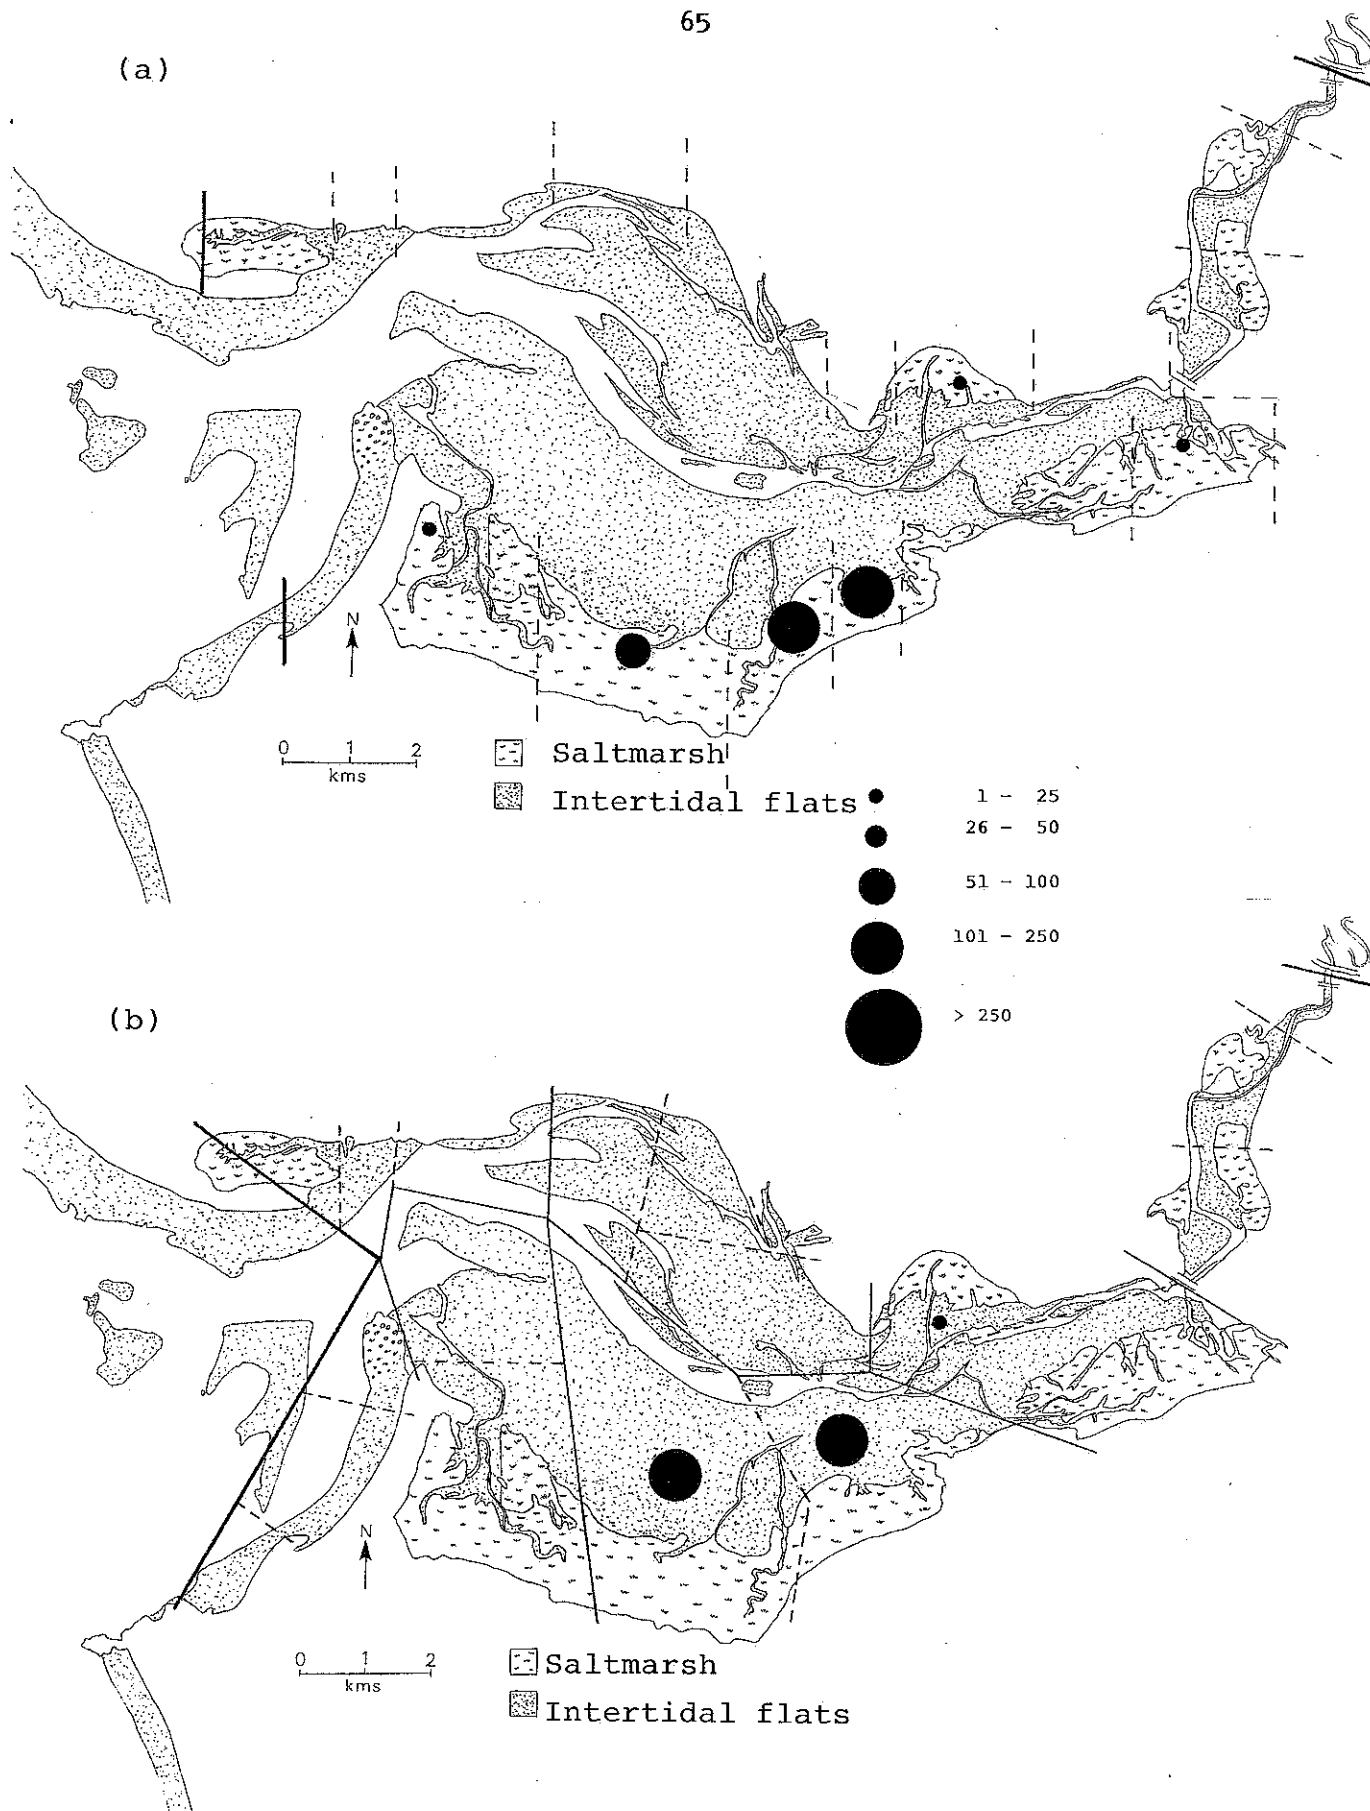 65
(a)
N
0 1 2
kms
Saltmarsh
Intertidal flats
1 - 25
26 - 50
51 - 100
101 - 250
> 250
(b)
N
0 1 2
kms
Saltmarsh
Intertidal flats